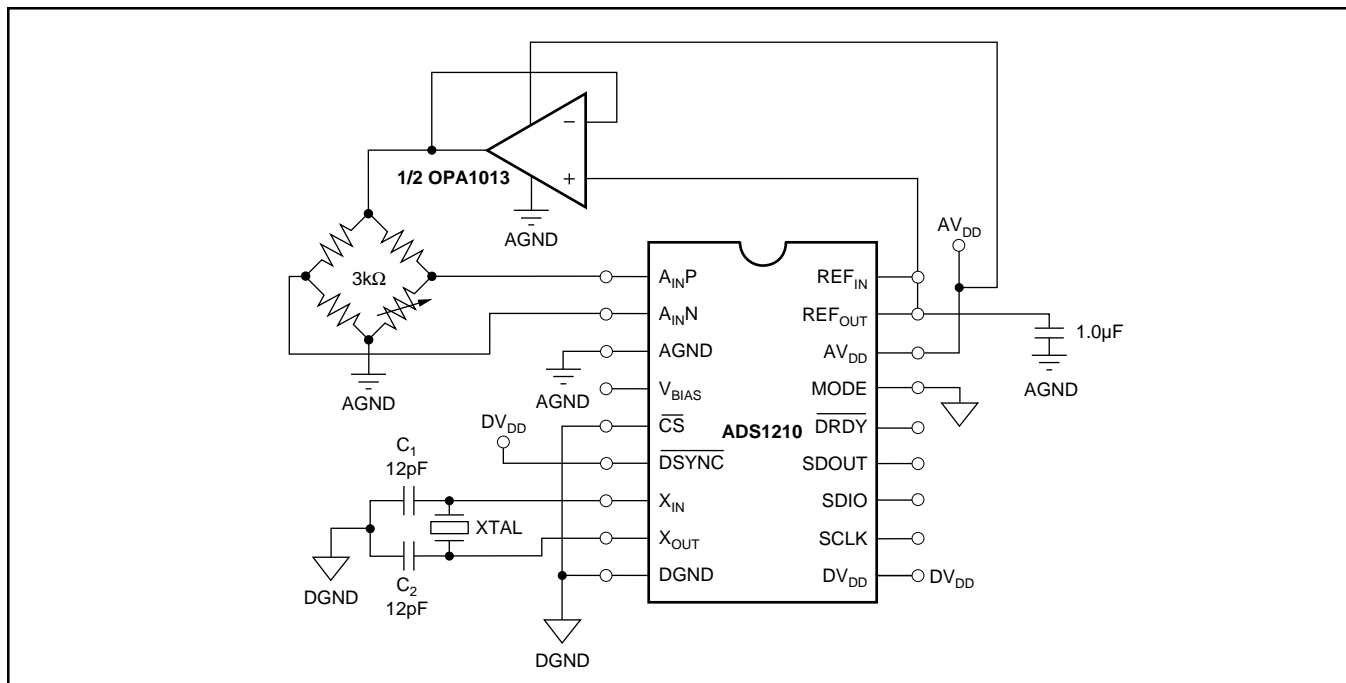 −
1/2 OPA1013
+
AGND
AV_DD
3kΩ
A_INP
REF_IN
A_INN
REF_OUT
1.0µF
AGND
AV_DD
AGND
AGND
AGND
V_BIAS
MODE
DV_DD
CS
ADS1210
DRDY
C_1
12pF
DSYNC
SDOUT
X_IN
SDIO
XTAL
X_OUT
SCLK
C_2
12pF
DGND
DV_DD
DV_DD
DGND
DGND